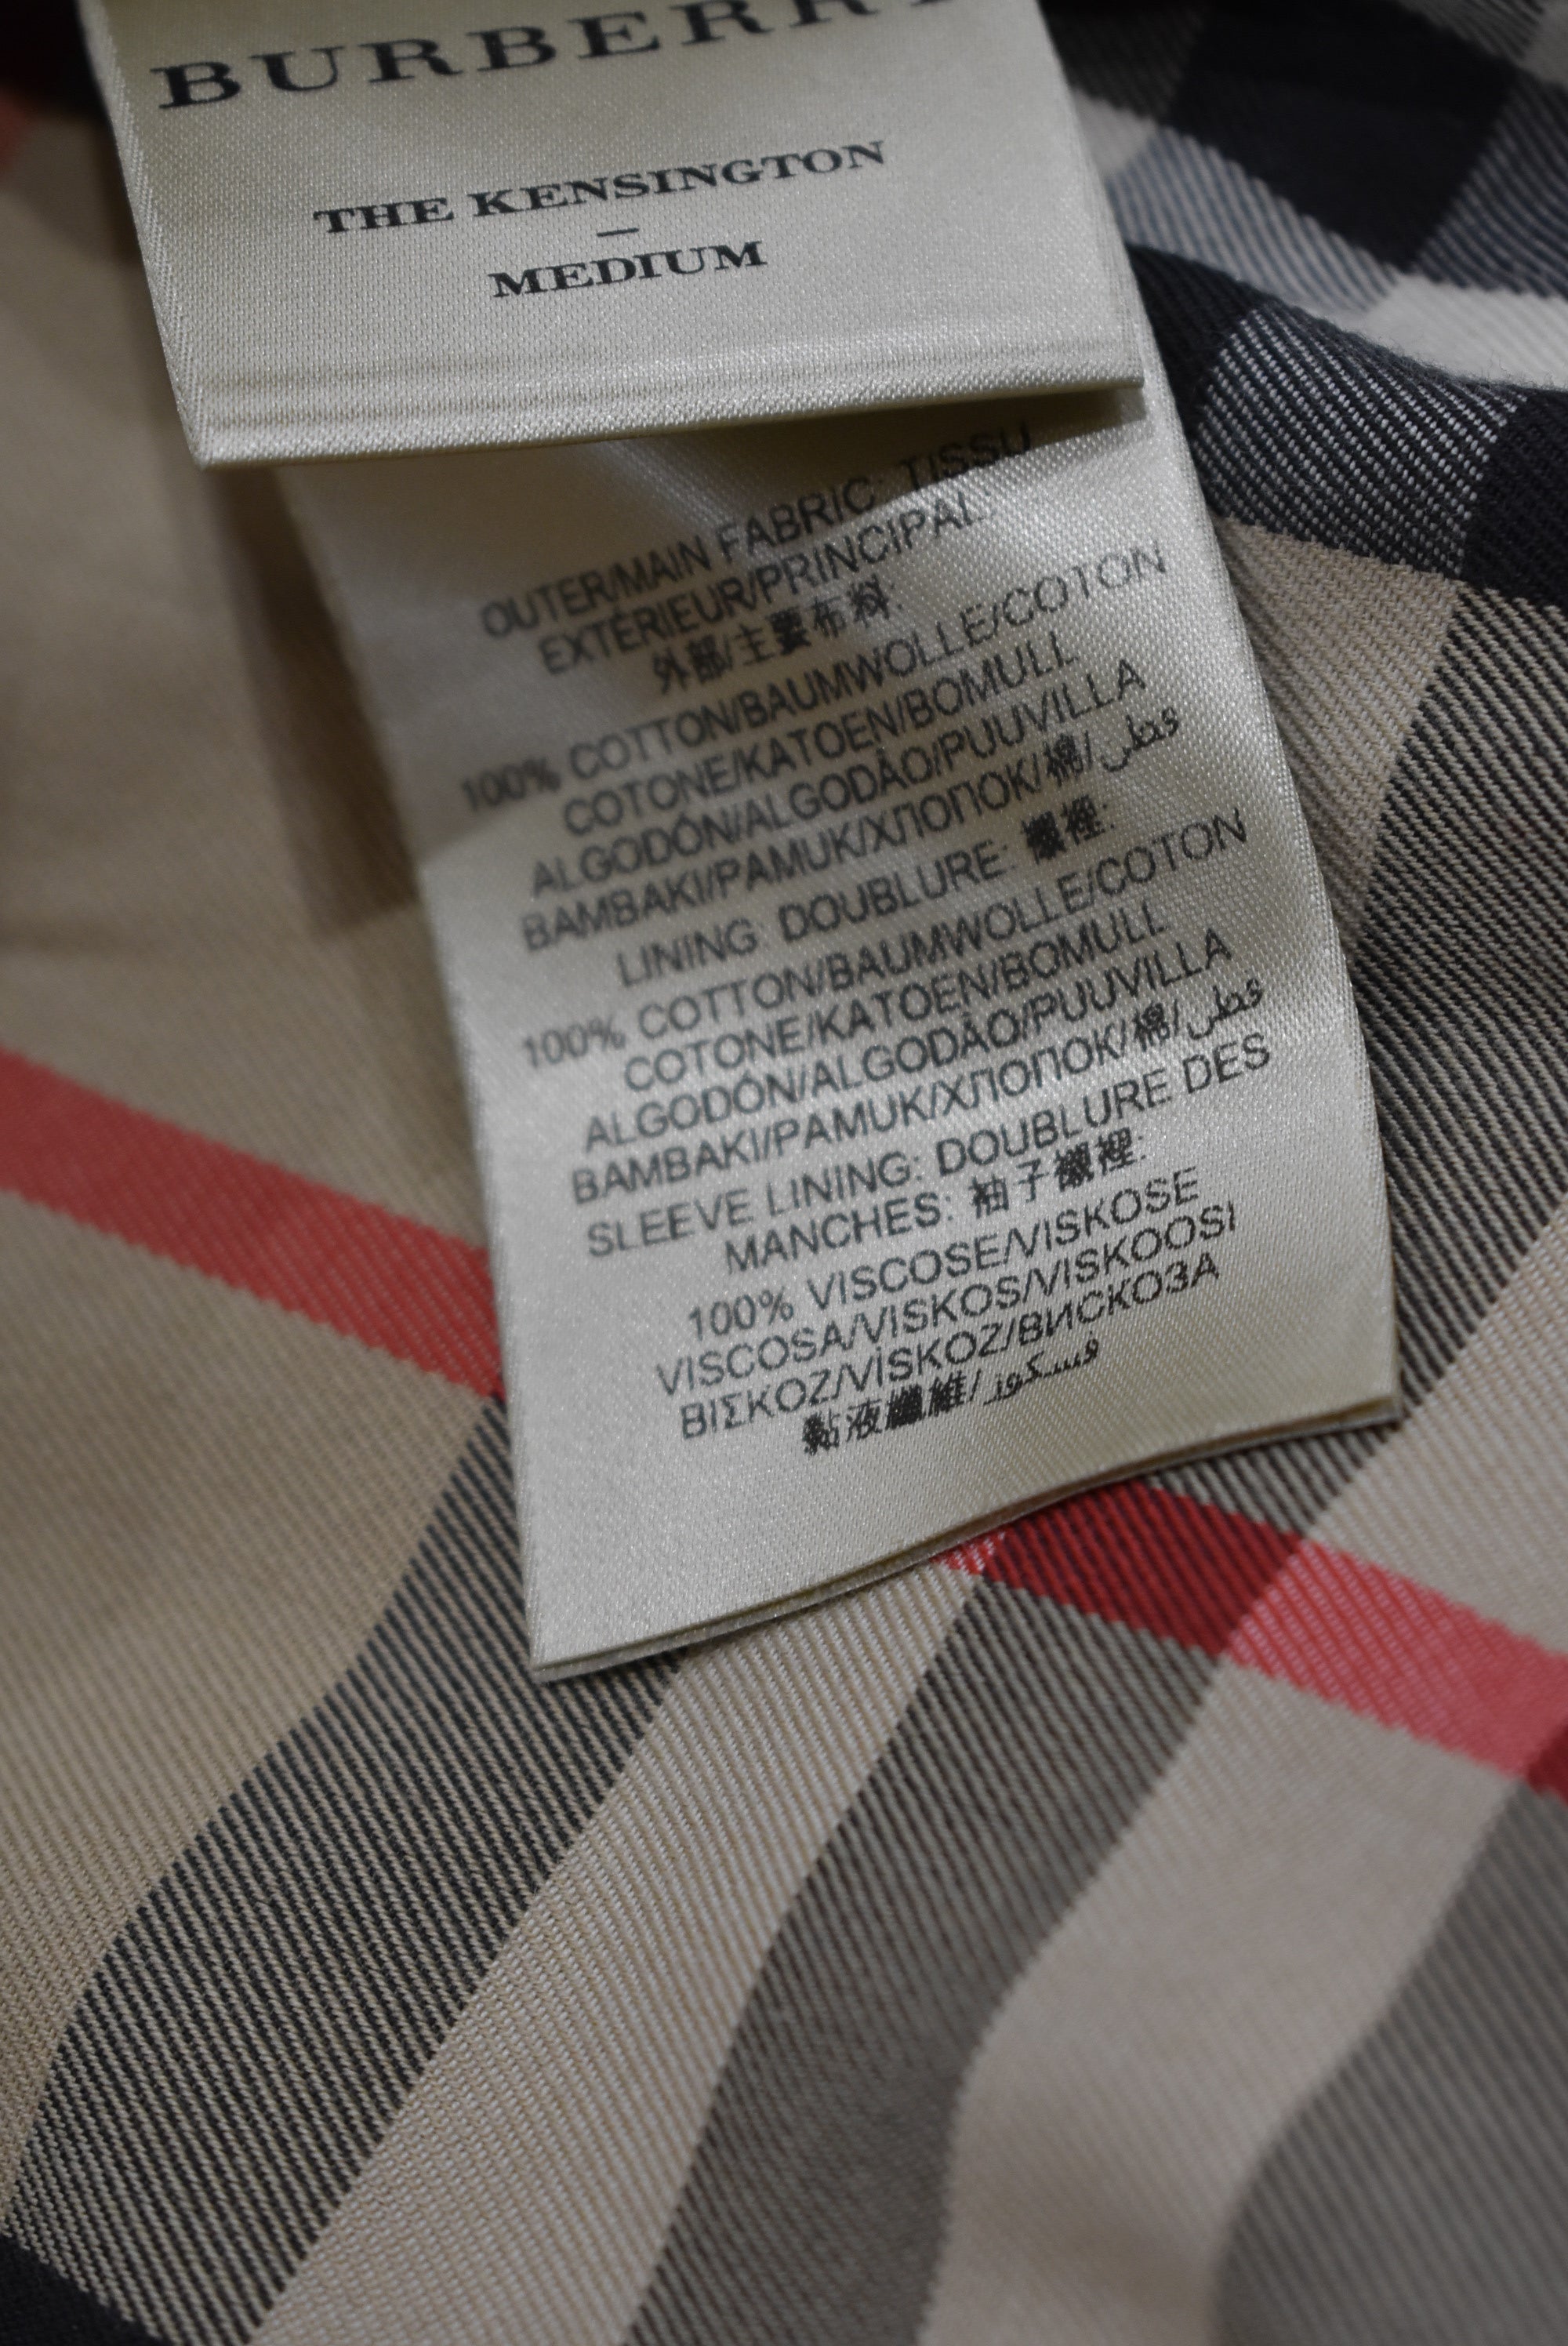 BURBERRY
THE KENSINGTON
–
MEDIUM
OUTER/MAIN FABRIC: TISSU
EXTÉRIEUR/PRINCIPAL:
外部/主要布料:
100% COTTON/BAUMWOLLE/COTON
COTONE/KATOEN/BOMULL
ALGODÓN/ALGODÃO/PUUVILLA
BAMBAKI/PAMUK/ХЛОПОК/棉/قطن
LINING: DOUBLURE: 襯裡:
100% COTTON/BAUMWOLLE/COTON
COTONE/KATOEN/BOMULL
ALGODÓN/ALGODÃO/PUUVILLA
BAMBAKI/PAMUK/ХЛОПОК/棉/قطن
SLEEVE LINING: DOUBLURE DES
MANCHES: 袖子襯裡:
100% VISCOSE/VISKOSE
VISCOSA/VISKOS/VISKOOSI
ΒΙΣΚΟΖ/VİSKOZ/ВИСКОЗА
黏液纖維/فسكوز